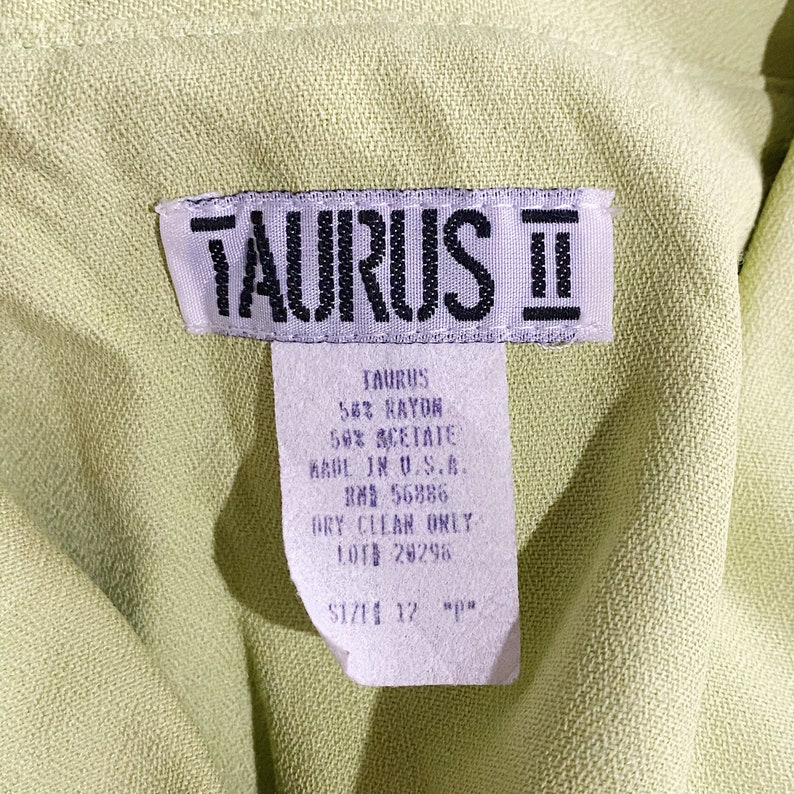 TAURUS II
TAURUS
50% RAYON
50% ACETATE
MADE IN U.S.A.
RN# 56886
DRY CLEAN ONLY
LOT# 20298
SIZE# 12 "P"